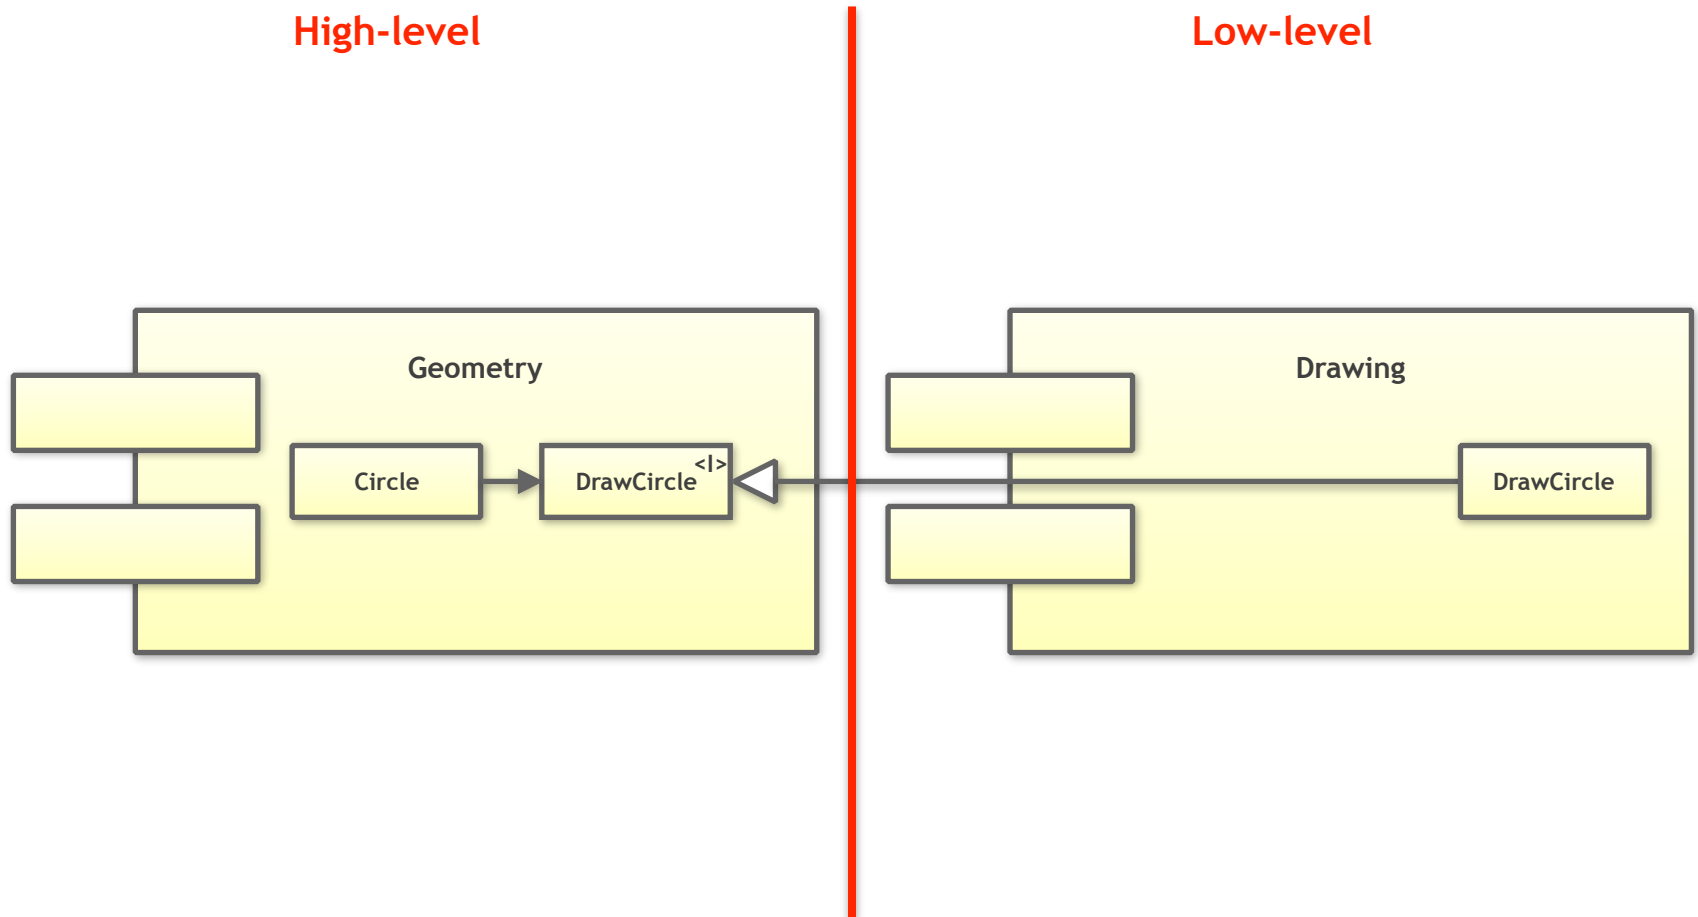 High-level
Low-level
Geometry
Drawing
Circle
DrawCircle
<I>
DrawCircle